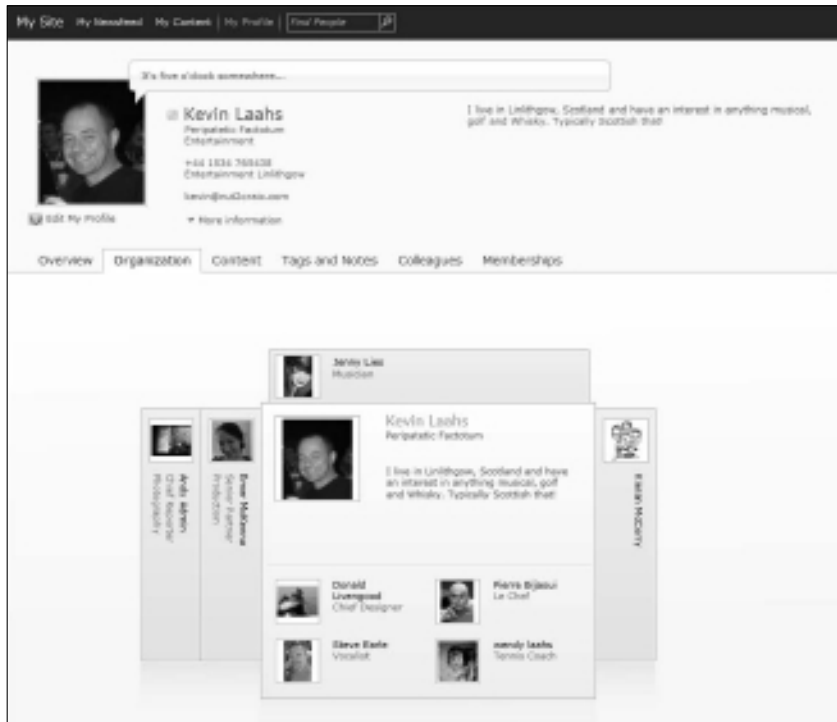 My Site My Newsfeed My Content | My Profile | Find People
It's five o'clock somewhere...
Kevin Laahs
Peripatetic Factotum
Entertainment
Entertainment Linlithgow
I live in Linlithgow, Scotland and have an interest in anything musical,
golf and Whisky. Typically Scottish that!
Edit My Profile
More information
Overview Organization Content Tags and Notes Colleagues Memberships
Jenny
Musician
Andy Admin
Chief Reporter
Photography
McKenna
Senior Partner
Production
Kevin Laahs
Peripatetic Factotum
I live in Linlithgow, Scotland and have
an interest in anything musical, golf
and Whisky. Typically Scottish that!
Donald
Livengood
Chief Designer
Pierre Bijaoui
Le Chef
Steve Earle
Vocalist
wendy laahs
Tennis Coach
Kieran McCorry